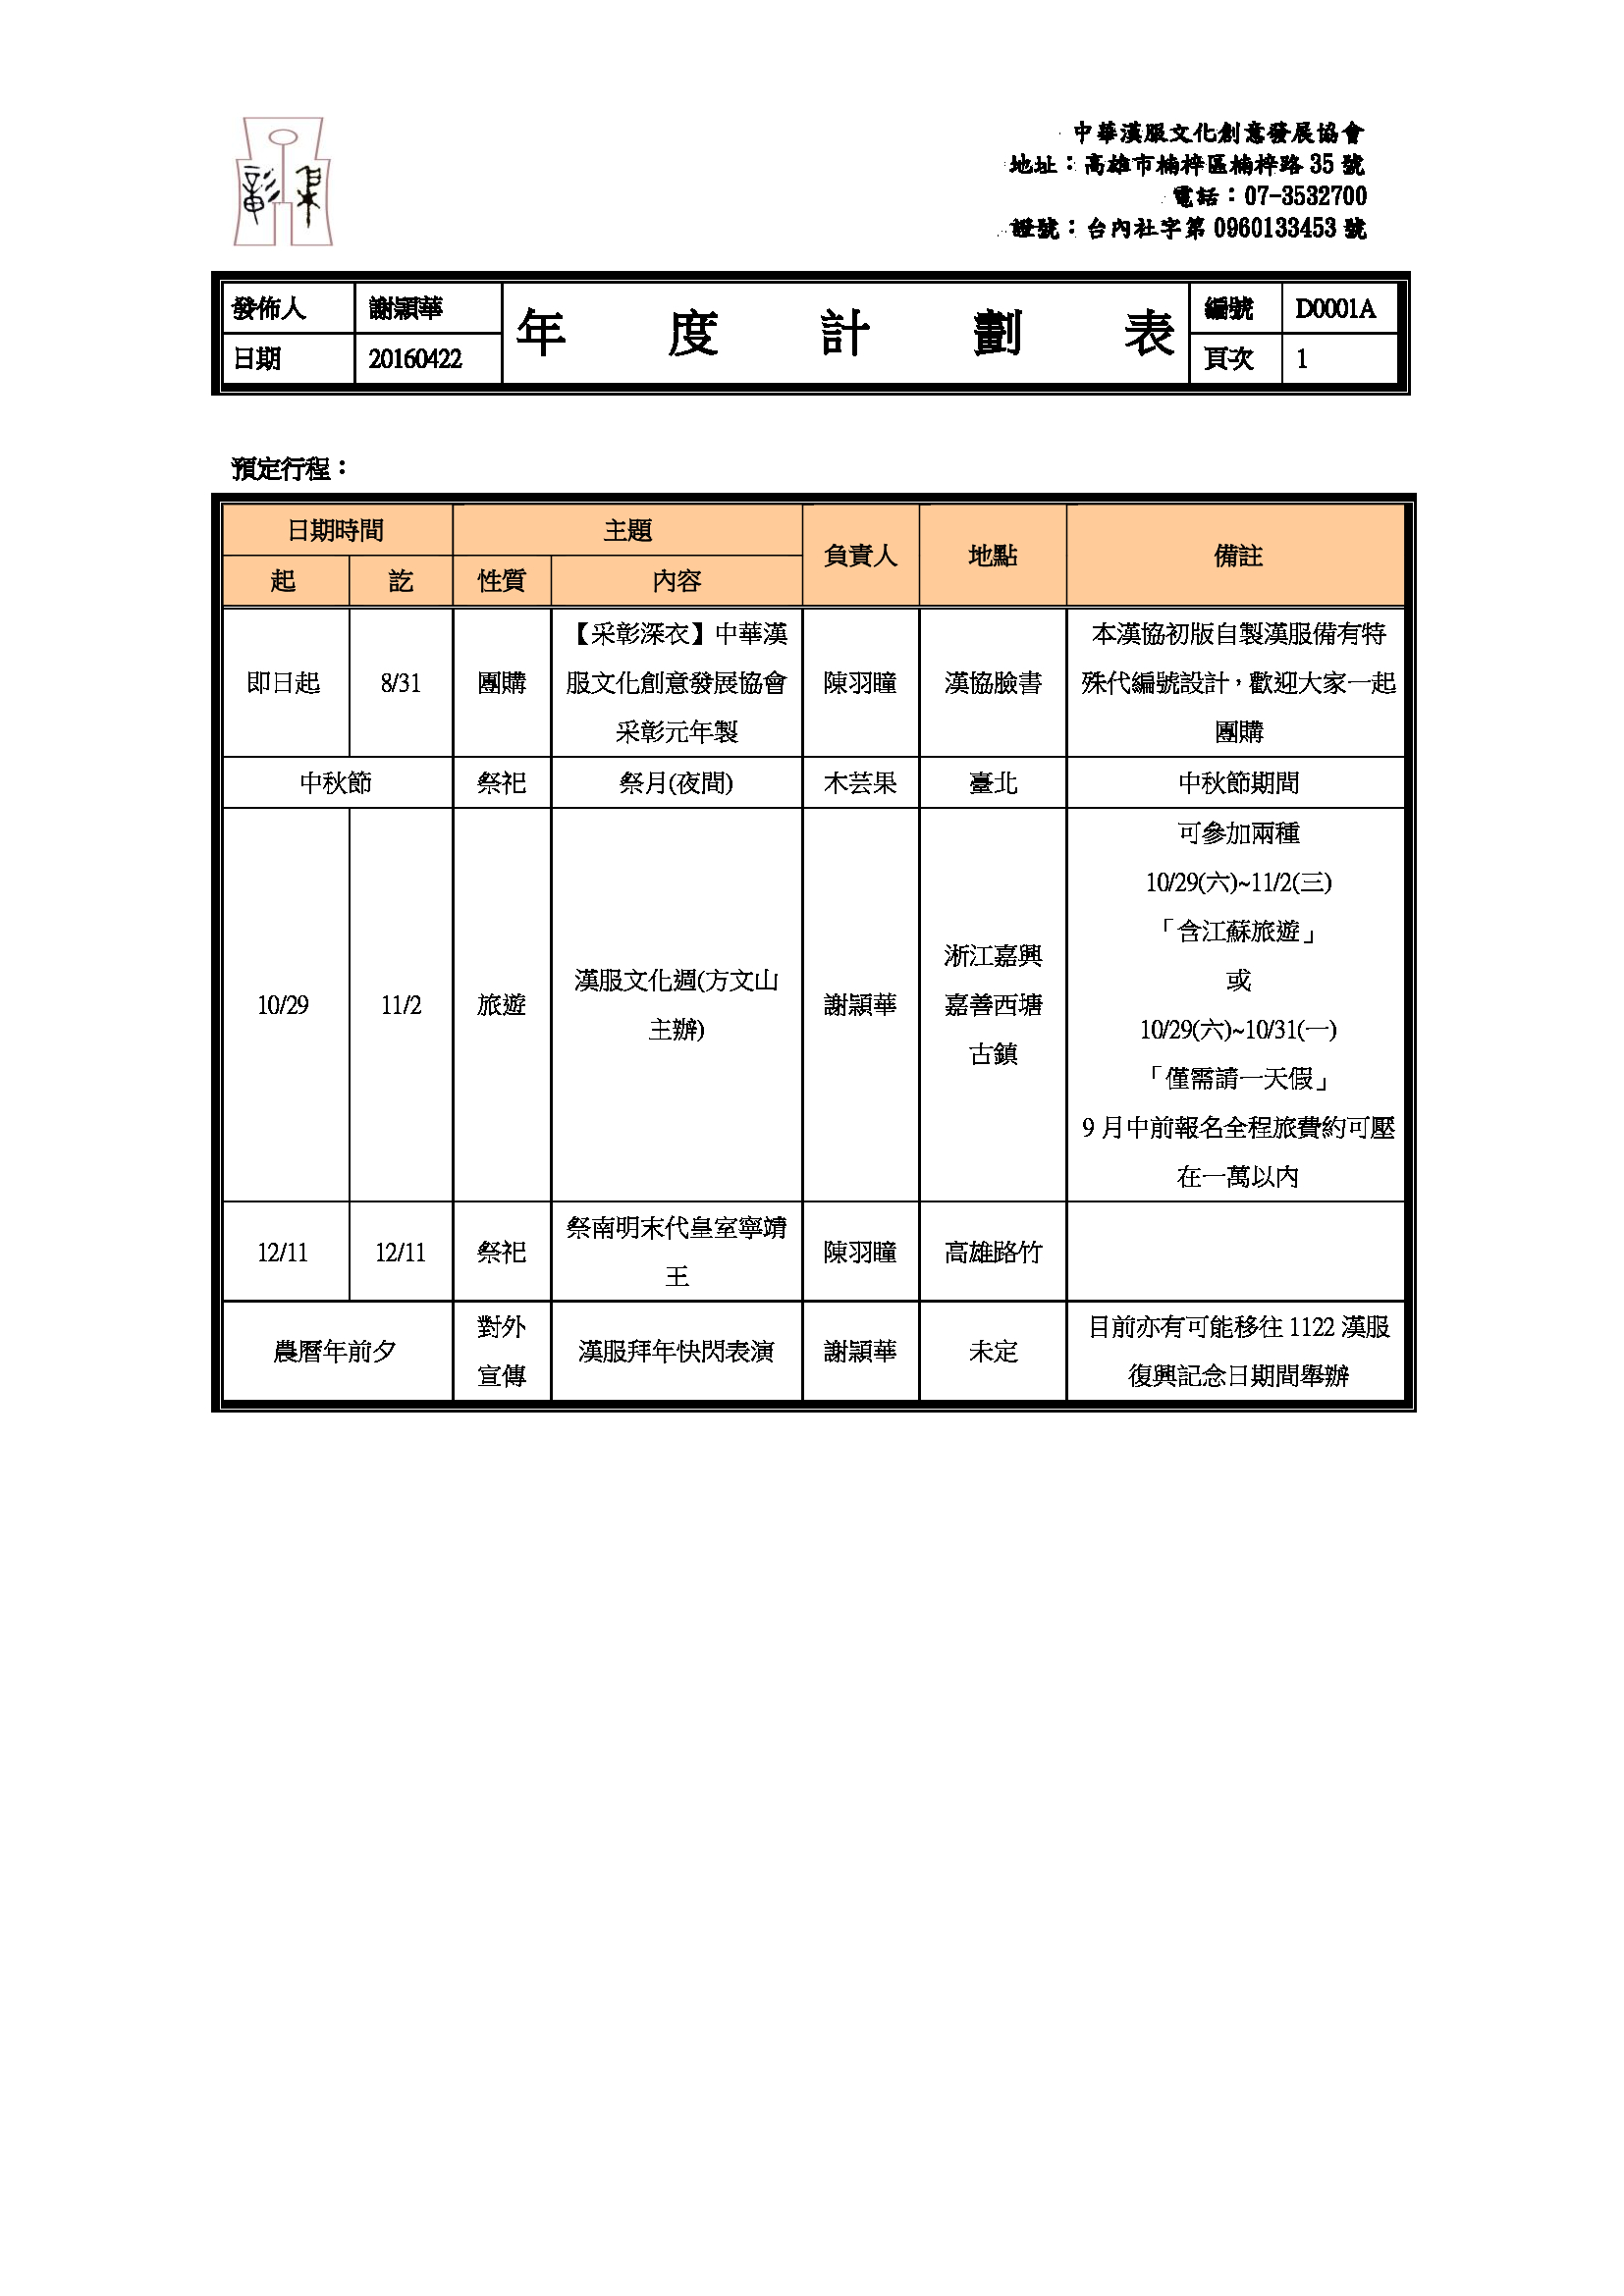 中華漢服文化創意發展協會
地址：高雄市楠梓區楠梓路 35 號
電話：07-3532700
證號：台內社字第 0960133453 號
發佈人 謝頴華 年度計劃表 編號 D0001A
日期 20160422 頁次 1
預定行程：
日期時間 主題 負責人 地點 備註
起 訖 性質 內容
即日起 8/31 團購
【采彰深衣】中華漢
服文化創意發展協會
采彰元年製
陳羽瞳 漢協臉書
本漢協初版自製漢服備有特
殊代編號設計，歡迎大家一起
團購
中秋節 祭祀 祭月(夜間) 木芸果 臺北 中秋節期間
10/29 11/2 旅遊
漢服文化週(方文山
主辦)
謝頴華
淅江嘉興
嘉善西塘
古鎮
可參加兩種
10/29(六)~11/2(三)
「含江蘇旅遊」
或
10/29(六)~10/31(一)
「僅需請一天假」
9 月中前報名全程旅費約可壓
在一萬以內
12/11 12/11 祭祀
祭南明末代皇室寧靖
王
陳羽瞳 高雄路竹
農曆年前夕
對外
宣傳
漢服拜年快閃表演 謝頴華 未定
目前亦有可能移往 1122 漢服
復興記念日期間舉辦